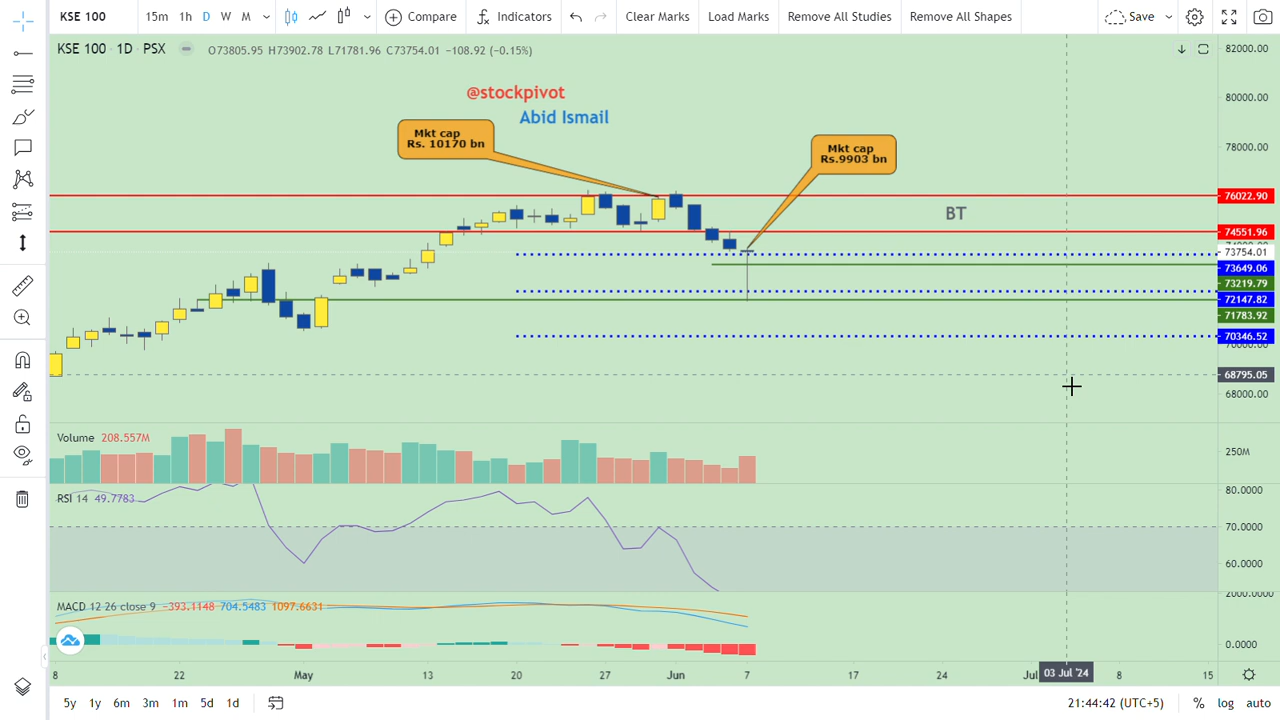 KSE 100 15m 1h D W M Compare Indicators Clear Marks Load Marks Remove All Studies Remove All Shapes Save
KSE 100 · 1D · PSX O73805.95 H73902.78 L71781.96 C73754.01 −108.92 (−0.15%)
@stockpivot
Abid Ismail
Mkt cap
Rs. 10170 bn
Mkt cap
Rs.9903 bn
BT
82000.00
80000.00
78000.00
76022.90
74551.96
73754.01
73649.06
73219.79
72147.82
71783.92
70346.52
70000.00
68795.05
68000.00
Volume 208.557M
250M
RSI 14 49.7783
80.0000
70.0000
60.0000
MACD 12 26 close 9 −393.1148 704.5483 1097.6631
2000.0000
0.0000
8 22 May 13 20 27 Jun 7 17 24 Jul 03 Jul '24 8 15
5y 1y 6m 3m 1m 5d 1d 21:44:42 (UTC+5) % log auto